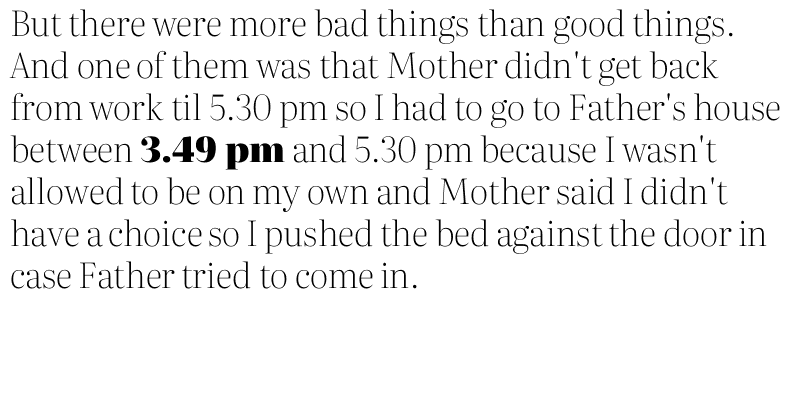 But there were more bad things than good things.
And one of them was that Mother didn't get back
from work til 5.30 pm so I had to go to Father's house
between 3.49 pm and 5.30 pm because I wasn't
allowed to be on my own and Mother said I didn't
have a choice so I pushed the bed against the door in
case Father tried to come in.